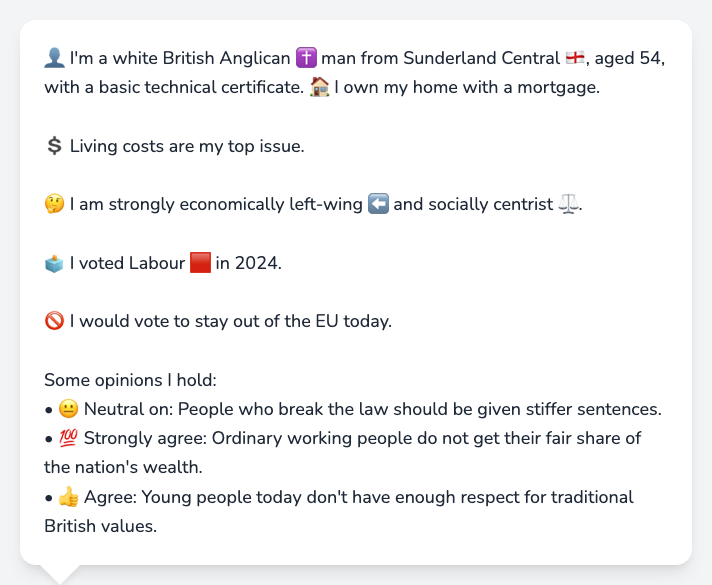 👤 I'm a white British Anglican ✝️ man from Sunderland Central 🏴󠁧󠁢󠁥󠁮󠁧󠁿, aged 54,
with a basic technical certificate. 🏠 I own my home with a mortgage.
💲 Living costs are my top issue.
🤔 I am strongly economically left-wing ⬅️ and socially centrist ⚖️.
🗳️ I voted Labour 🟥 in 2024.
🚫 I would vote to stay out of the EU today.
Some opinions I hold:
• 😐 Neutral on: People who break the law should be given stiffer sentences.
• 💯 Strongly agree: Ordinary working people do not get their fair share of
the nation's wealth.
• 👍 Agree: Young people today don't have enough respect for traditional
British values.